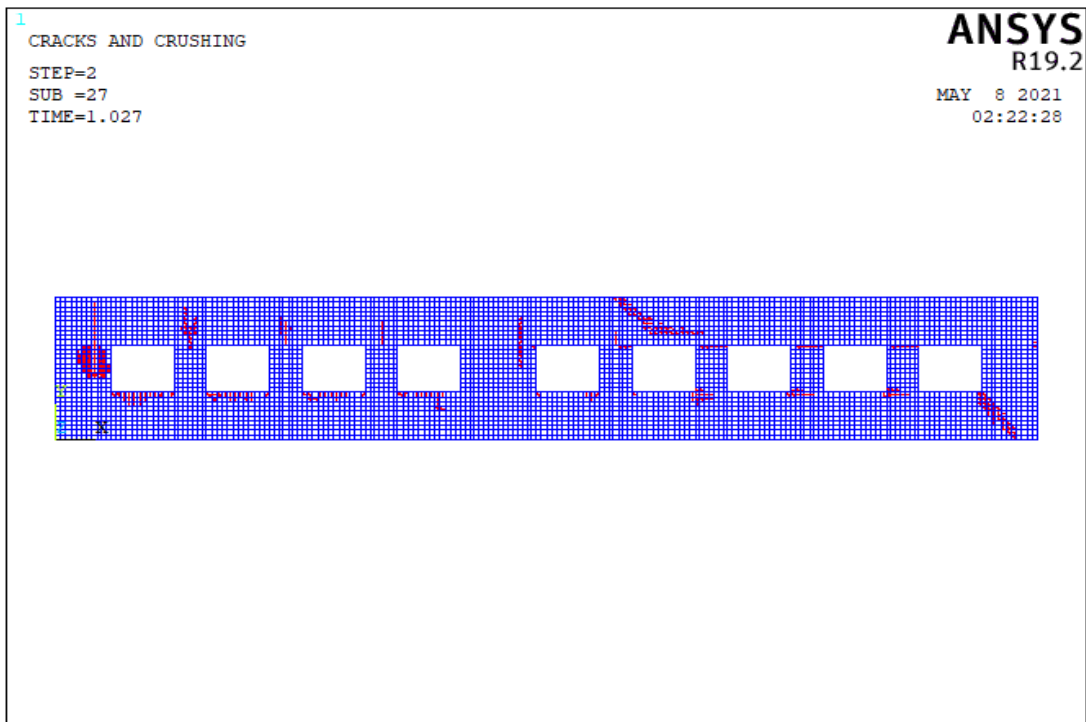 1
CRACKS AND CRUSHING
STEP=2
SUB =27
TIME=1.027
ANSYS
R19.2
MAY 8 2021
02:22:28